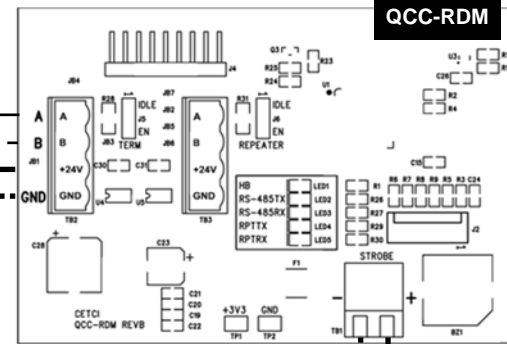 QCC-RDM
Q3
R23
R25
R24
U1
U3
C26
R2
R4
J4
JB4
JB7
R28
IDLE
J5
EN
JB3
TERM
JB2
JB5
JB6
R31
IDLE
J6
EN
REPEATER
A
B
GND
JB1
A
B
+24V
GND
TB2
C30
C31
U4
U5
A
B
+24V
GND
TB3
C15
R6 R7 R8 R9 R5 R3 C24
J2
HB LED1 R1
RS-485TX LED2 R26
RS-485RX LED3 R27
RPTTX LED4 R29
RPTRX LED5 R30
C28
C23
C21
C20
C19
C22
F1
STROBE
TB1
BZ1
+3V3
TP1
GND
TP2
CETCI
QCC-RDM REVB